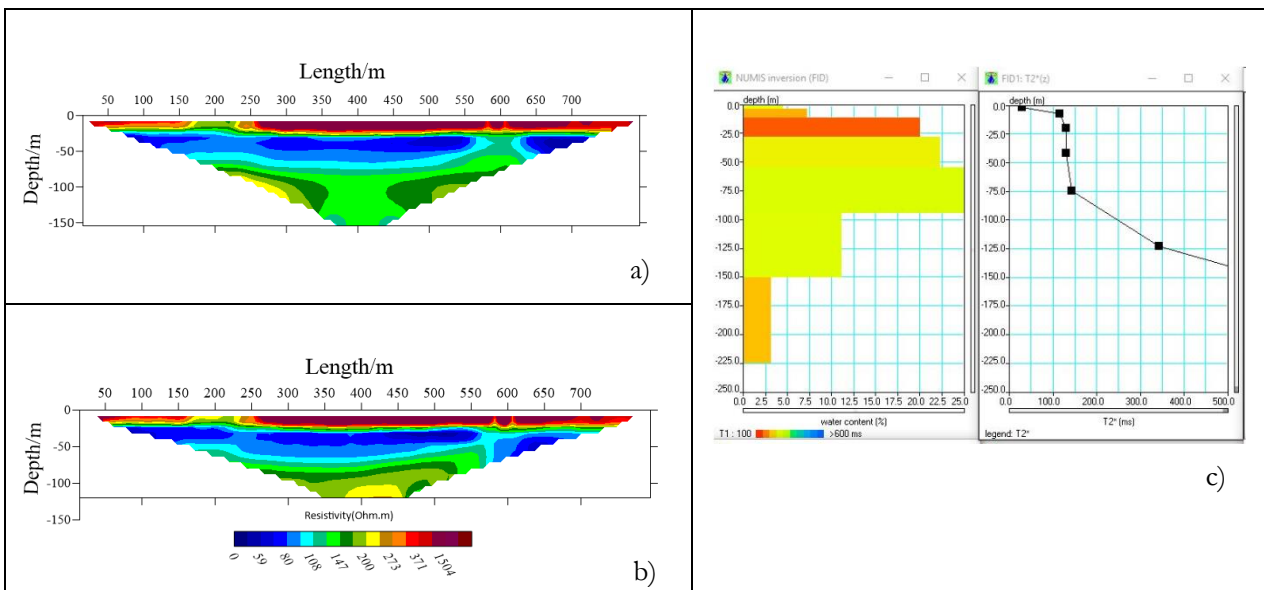 Length/m
50 100 150 200 250 300 350 400 450 500 550 600 650 700
0
-50
-100
-150
Depth/m
a)
Length/m
50 100 150 200 250 300 350 400 450 500 550 600 650 700
0
-50
-100
-150
Depth/m
Resistivity(Ohm.m)
0 59 80 108 147 200 273 371 1504
b)
NUMIS inversion (FID)
depth (m)
0.0
-25.0
-50.0
-75.0
-100.0
-125.0
-150.0
-175.0
-200.0
-225.0
-250.0
0.0 2.5 5.0 7.5 10.0 12.5 15.0 17.5 20.0 22.5 25.0
water content (%)
T1 : 100 >600 ms
FID1: T2*(z)
depth (m)
0.0
-25.0
-50.0
-75.0
-100.0
-125.0
-150.0
-175.0
-200.0
-225.0
-250.0
0.0 100.0 200.0 300.0 400.0 500.0
T2* (ms)
legend: T2*
c)